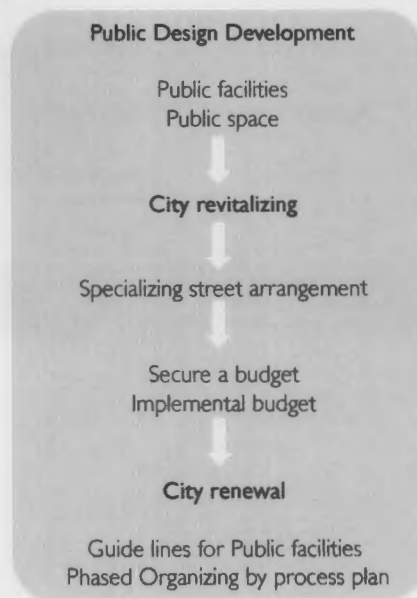 Public Design Development
Public facilities
Public space
City revitalizing
Specializing street arrangement
Secure a budget
Implemental budget
City renewal
Guide lines for Public facilities
Phased Organizing by process plan